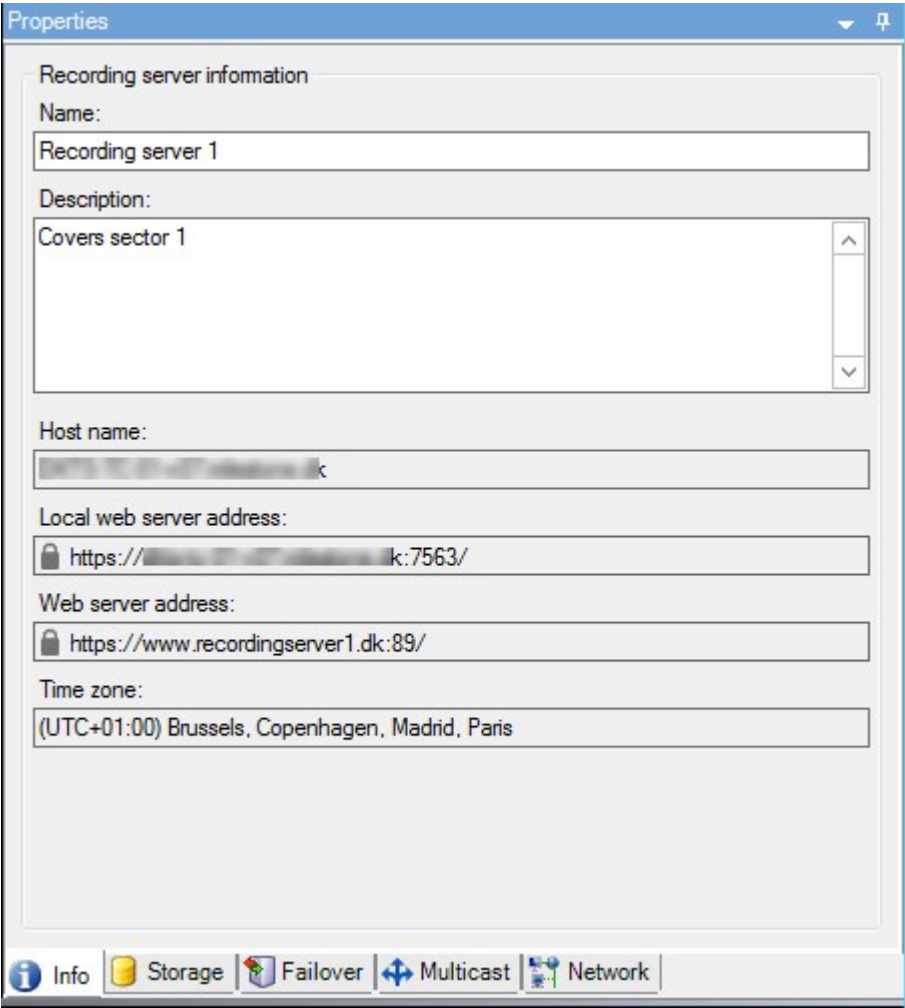 Properties
Recording server information
Name:
Recording server 1
Description:
Covers sector 1
Host name:
k
Local web server address:
https:// k:7563/
Web server address:
https://www.recordingserver1.dk:89/
Time zone:
(UTC+01:00) Brussels, Copenhagen, Madrid, Paris
Info Storage Failover Multicast Network